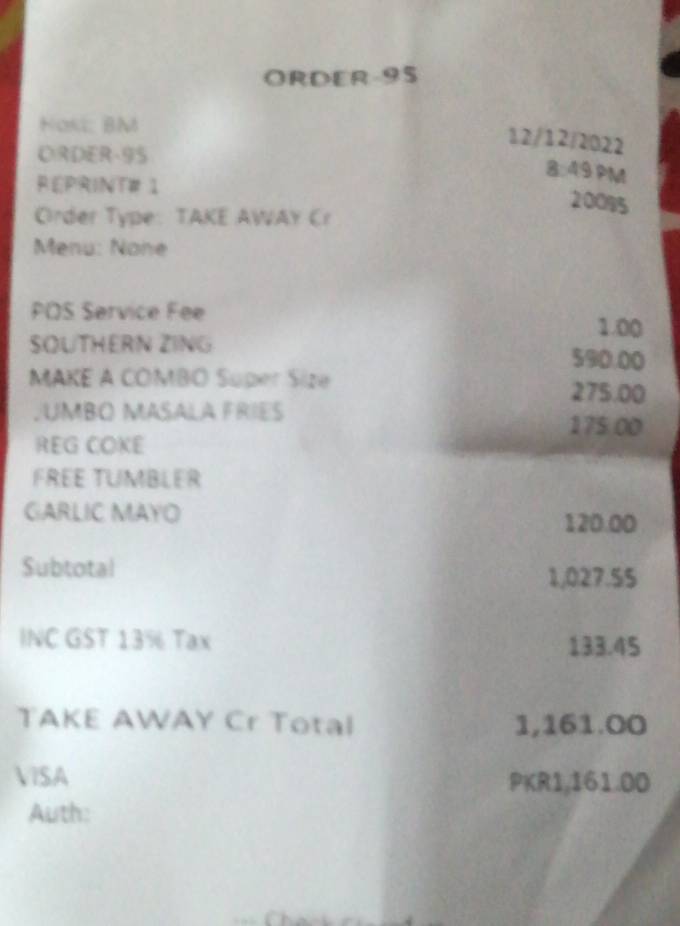 ORDER-95
Host: BM
12/12/2022
ORDER-95
8:49 PM
REPRINT# 1
20095
Order Type: TAKE AWAY Cr
Menu: None
POS Service Fee 1.00
SOUTHERN ZING 590.00
MAKE A COMBO Super Size 275.00
JUMBO MASALA FRIES 175.00
REG COKE
FREE TUMBLER
GARLIC MAYO 120.00
Subtotal 1,027.55
INC GST 13% Tax 133.45
TAKE AWAY Cr Total 1,161.00
VISA PKR1,161.00
Auth:
--- Check Closed ---